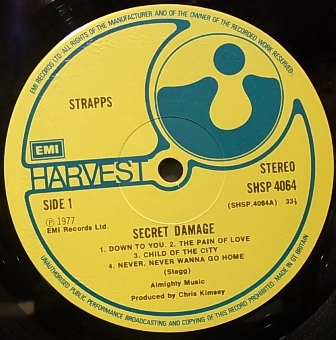 EMI RECORDS LTD ALL RIGHTS OF THE MANUFACTURER AND OF THE OWNER OF THE RECORDED WORK RESERVED
STRAPPS
EMI
HARVEST
STEREO
SHSP 4064
SIDE 1
(SHSP 4064A) 33⅓
Ⓟ 1977
EMI Records Ltd.
SECRET DAMAGE
1. DOWN TO YOU. 2. THE PAIN OF LOVE
3. CHILD OF THE CITY
4. NEVER, NEVER WANNA GO HOME
(Stagg)
Almighty Music
Produced by Chris Kimsey
UNAUTHORISED PUBLIC PERFORMANCE BROADCASTING AND COPYING OF THIS RECORD PROHIBITED. MADE IN GT BRITAIN